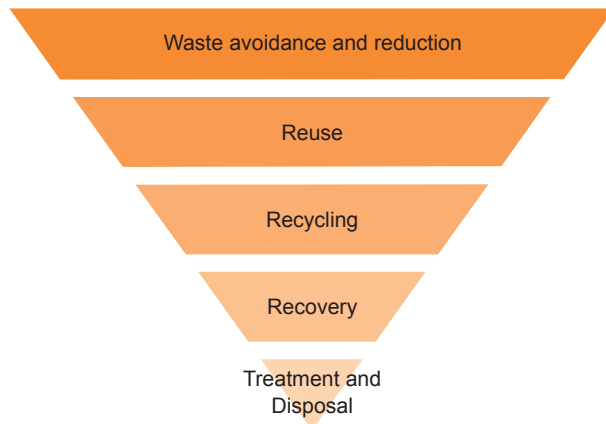 Waste avoidance and reduction
Reuse
Recycling
Recovery
Treatment and
Disposal